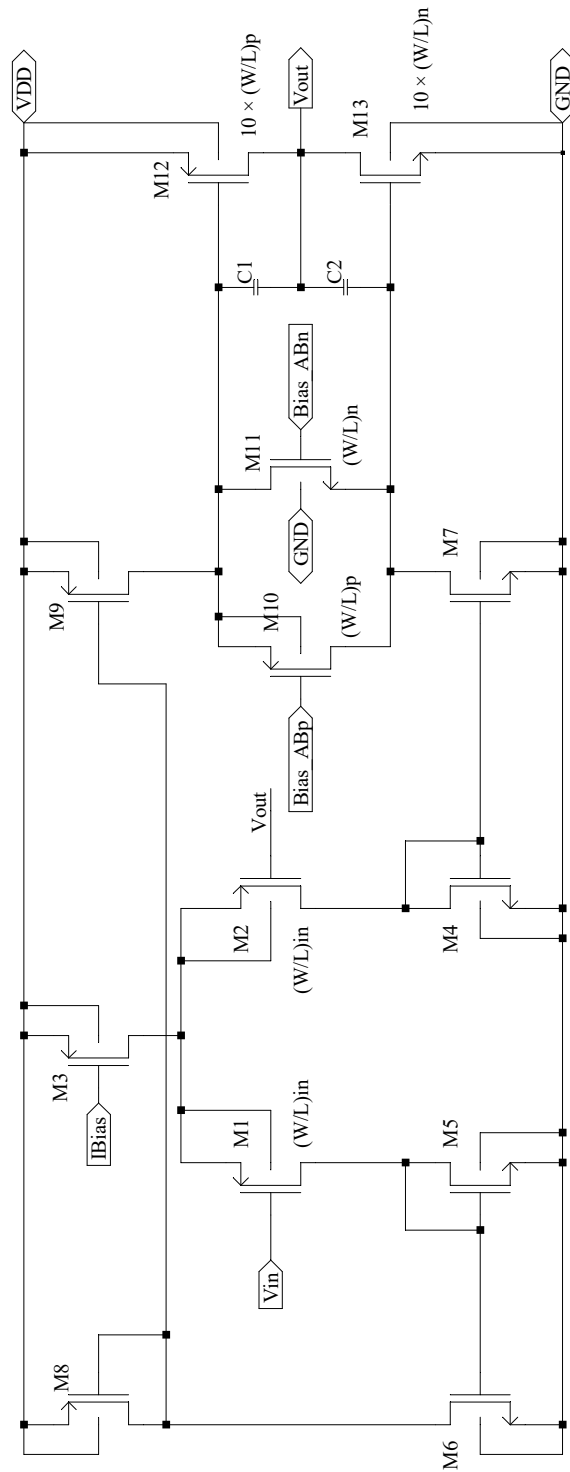 VDD
M8
M3
IBias
M9
M12
10 × (W/L)p
Vin
M1
(W/L)in
M2
(W/L)in
Vout
Bias_ABp
M10
(W/L)p
GND
M11
(W/L)n
Bias_ABn
C1
C2
Vout
M6
M5
M4
M7
M13
10 × (W/L)n
GND